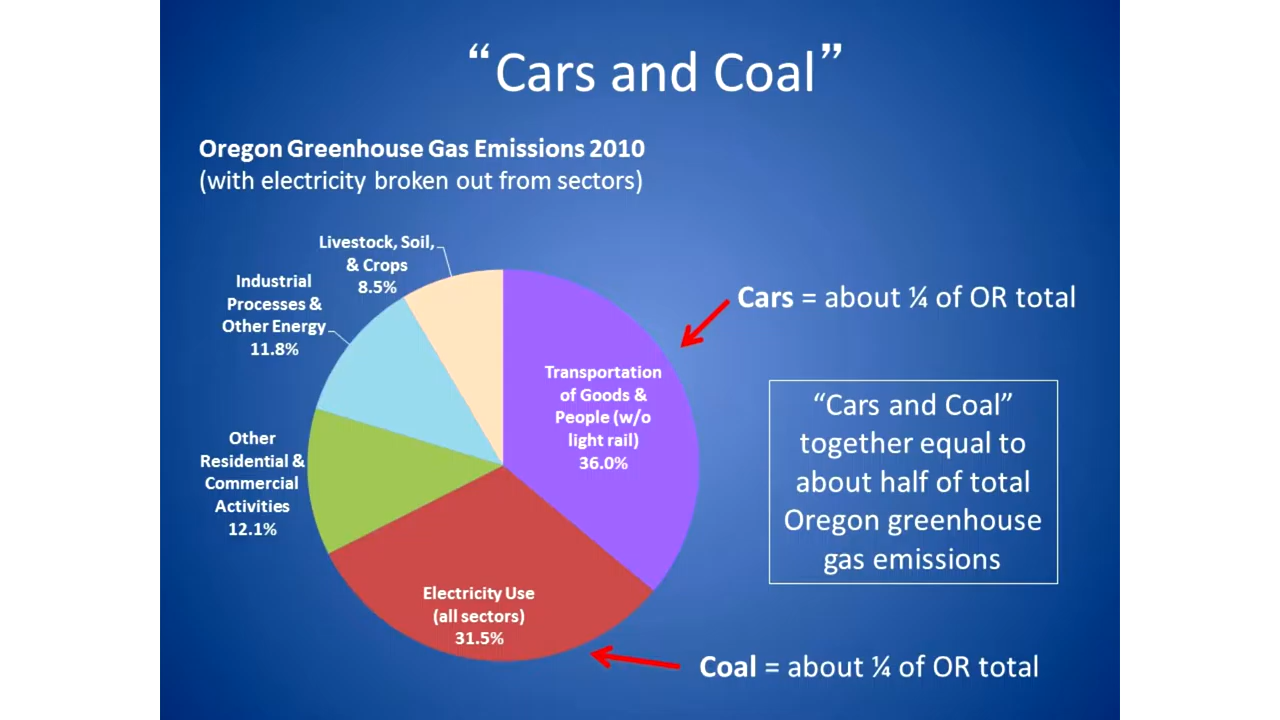 “Cars and Coal”
Oregon Greenhouse Gas Emissions 2010
(with electricity broken out from sectors)
Livestock, Soil,
& Crops
8.5%
Industrial
Processes &
Other Energy
11.8%
Other
Residential &
Commercial
Activities
12.1%
Transportation
of Goods &
People (w/o
light rail)
36.0%
Electricity Use
(all sectors)
31.5%
Cars = about ¼ of OR total
“Cars and Coal”
together equal to
about half of total
Oregon greenhouse
gas emissions
Coal = about ¼ of OR total